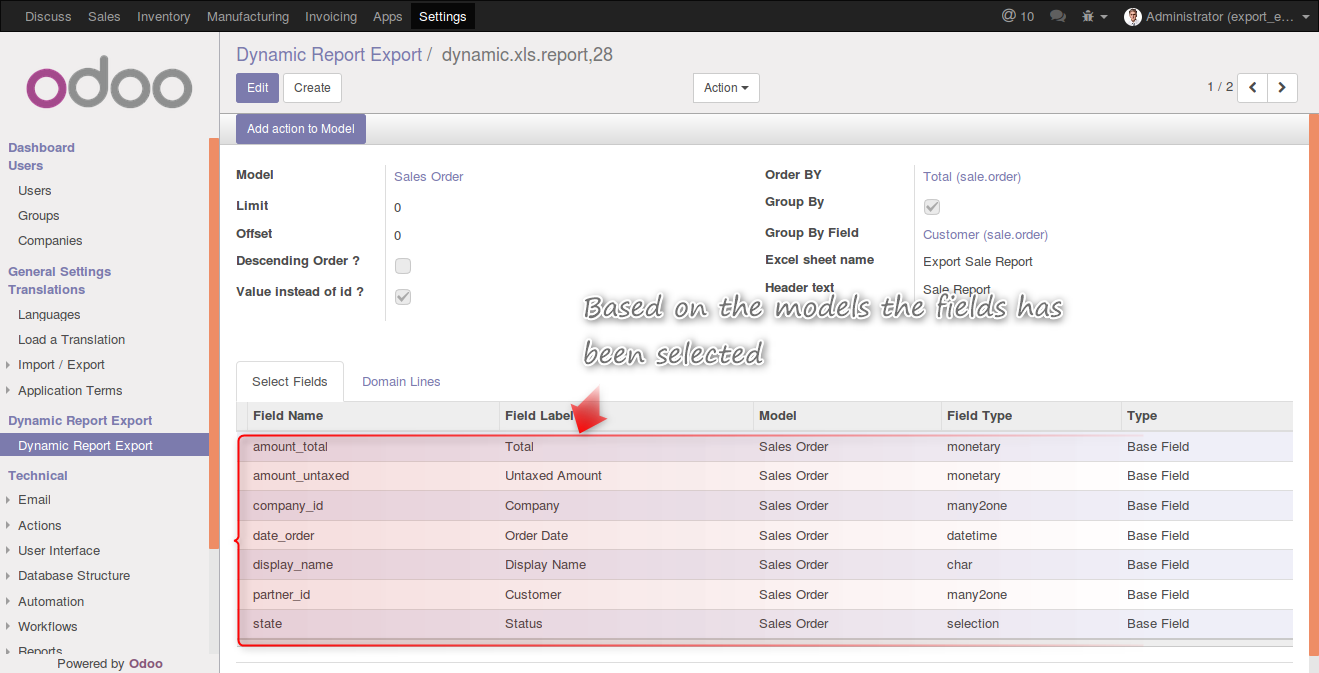 Discuss Sales Inventory Manufacturing Invoicing Apps Settings @ 10 Administrator (export_e...
odoo
Dynamic Report Export / dynamic.xls.report,28
Edit Create Action 1 / 2
Add action to Model
Dashboard
Users
Users
Groups
Companies
General Settings
Translations
Languages
Load a Translation
Import / Export
Application Terms
Dynamic Report Export
Dynamic Report Export
Technical
Email
Actions
User Interface
Database Structure
Automation
Workflows
Reports
Powered by Odoo
Model Sales Order
Limit 0
Offset 0
Descending Order ?
Value instead of id ?
Order BY Total (sale.order)
Group By
Group By Field Customer (sale.order)
Excel sheet name Export Sale Report
Header text Sale Report
Based on the models the fields has
been selected
Select Fields Domain Lines
Field Name Field Label Model Field Type Type
amount_total Total Sales Order monetary Base Field
amount_untaxed Untaxed Amount Sales Order monetary Base Field
company_id Company Sales Order many2one Base Field
date_order Order Date Sales Order datetime Base Field
display_name Display Name Sales Order char Base Field
partner_id Customer Sales Order many2one Base Field
state Status Sales Order selection Base Field